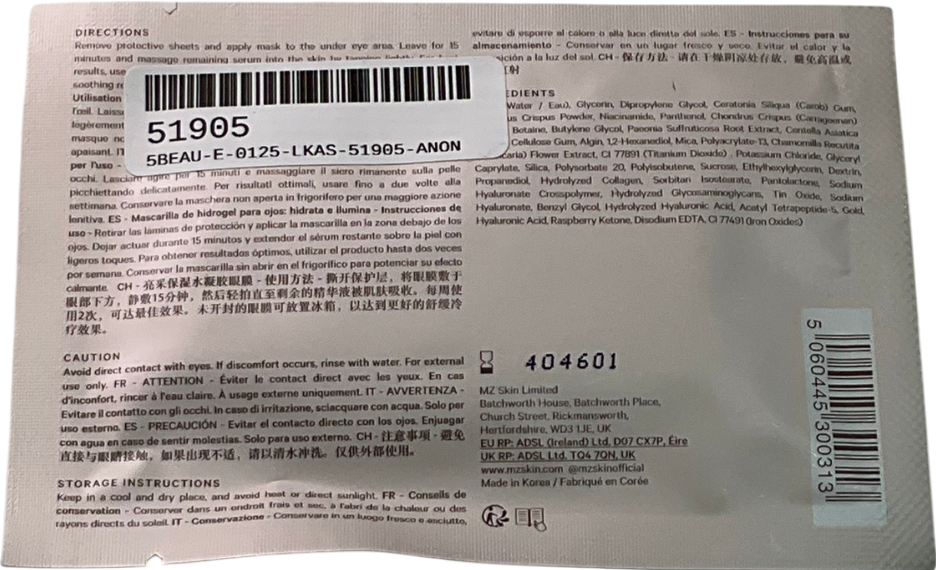 DIRECTIONS
Remove protective sheets and apply mask to the under eye area. Leave for 15
minutes and massage remaining serum into the skin by tapping lightly. For best
results, use
soothing
Utilisation
l'œil. Laisse
légèrement
masque
apaisant.
per l'uso -
occhi. Lasciare agire per 15 minuti e massaggiare il siero rimanente sulla pelle
picchiettando delicatamente. Per risultati ottimali, usare fino a due volte alla
settimana. Conservare la maschera non aperta in frigorifero per una maggiore azione
lenitiva. ES - Mascarilla de hidrogel para ojos: hidrata e ilumina - Instrucciones de
uso - Retirar las láminas de protección y aplicar la mascarilla en la zona debajo de los
ojos. Dejar actuar durante 15 minutos y extender el sérum restante sobre la piel con
ligeros toques. Para obtener resultados óptimos, utilizar el producto hasta dos veces
por semana. Conservar la mascarilla sin abrir en el frigorífico para potenciar su efecto
calmante. CH - 亮采保湿水凝胶眼膜 - 使用方法 - 撕开保护层，将眼膜敷于
眼部下方，静敷15分钟，然后轻拍直至剩余的精华液被肌肤吸收。每周使
用2次，可达最佳效果。未开封的眼膜可放置冰箱，以达到更好的舒缓冷
疗效果。
51905
5BEAU-E-0125-LKAS-51905-ANON
CAUTION
Avoid direct contact with eyes. If discomfort occurs, rinse with water. For external
use only. FR - ATTENTION - Éviter le contact direct avec les yeux. En cas
d'inconfort, rincer à l'eau claire. À usage externe uniquement. IT - AVVERTENZA -
Evitare il contatto con gli occhi. In caso di irritazione, sciacquare con acqua. Solo per
uso esterno. ES - PRECAUCIÓN - Evitar el contacto directo con los ojos. Enjuagar
con agua en caso de sentir molestias. Solo para uso externo. CH - 注意事项 - 避免
直接与眼睛接触，如果出现不适，请以清水冲洗。仅供外部使用。
STORAGE INSTRUCTIONS
Keep in a cool and dry place, and avoid heat or direct sunlight. FR - Conseils de
conservation - Conserver dans un endroit frais et sec, à l'abri de la chaleur ou des
rayons directs du soleil. IT - Conservazione - Conservare in un luogo fresco e asciutto,
evitare di esporre al calore o alla luce diretta del sole. ES - Instrucciones para su
almacenamiento - Conservar en un lugar fresco y seco. Evitar el calor y la
sición a la luz del sol. CH - 保存方法 - 请在干燥阴凉处存放，避免高温或
射
EDIENTS
Water / Eau), Glycerin, Dipropylene Glycol, Ceratonia Siliqua (Carob) Gum,
us Crispus Powder, Niacinamide, Panthenol, Chondrus Crispus (Carrageenan)
Betaine, Butylene Glycol, Paeonia Suffruticosa Root Extract, Centella Asiatica
Cellulose Gum, Algin, 1,2-Hexanediol, Mica, Polyacrylate-13, Chamomilla Recutita
caria) Flower Extract, CI 77891 (Titanium Dioxide), Potassium Chloride, Glyceryl
Caprylate, Silica, Polysorbate 20, Polyisobutene, Sucrose, Ethylhexylglycerin, Dextrin,
Propanediol, Hydrolyzed Collagen, Sorbitan Isostearate, Pantolactone, Sodium
Hyaluronate Crosspolymer, Hydrolyzed Glycosaminoglycans, Tin Oxide, Sodium
Hyaluronate, Benzyl Glycol, Hydrolyzed Hyaluronic Acid, Acetyl Tetrapeptide-5, Gold,
Hyaluronic Acid, Raspberry Ketone, Disodium EDTA, CI 77491 (Iron Oxides)
404601
MZ Skin Limited
Batchworth House, Batchworth Place,
Church Street, Rickmansworth,
Hertfordshire, WD3 1JE, UK
EU RP: ADSL (Ireland) Ltd, D07 CX7P, Éire
UK RP: ADSL Ltd. TQ4 7QN, UK
www.mzskin.com @mzskinofficial
Made in Korea / Fabriqué en Corée
5 060445 300313